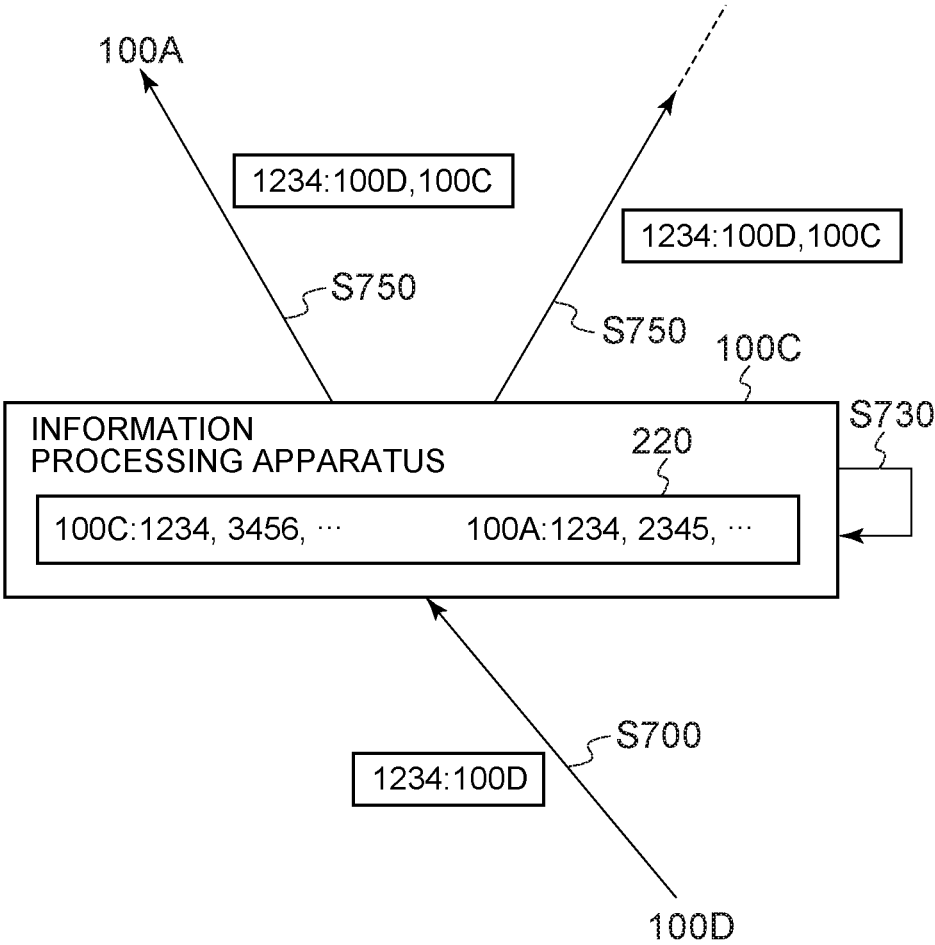 100A
1234:100D,100C
1234:100D,100C
S750
S750
100C
S730
INFORMATION
PROCESSING APPARATUS
220
100C:1234, 3456, ··· 100A:1234, 2345, ···
S700
1234:100D
100D